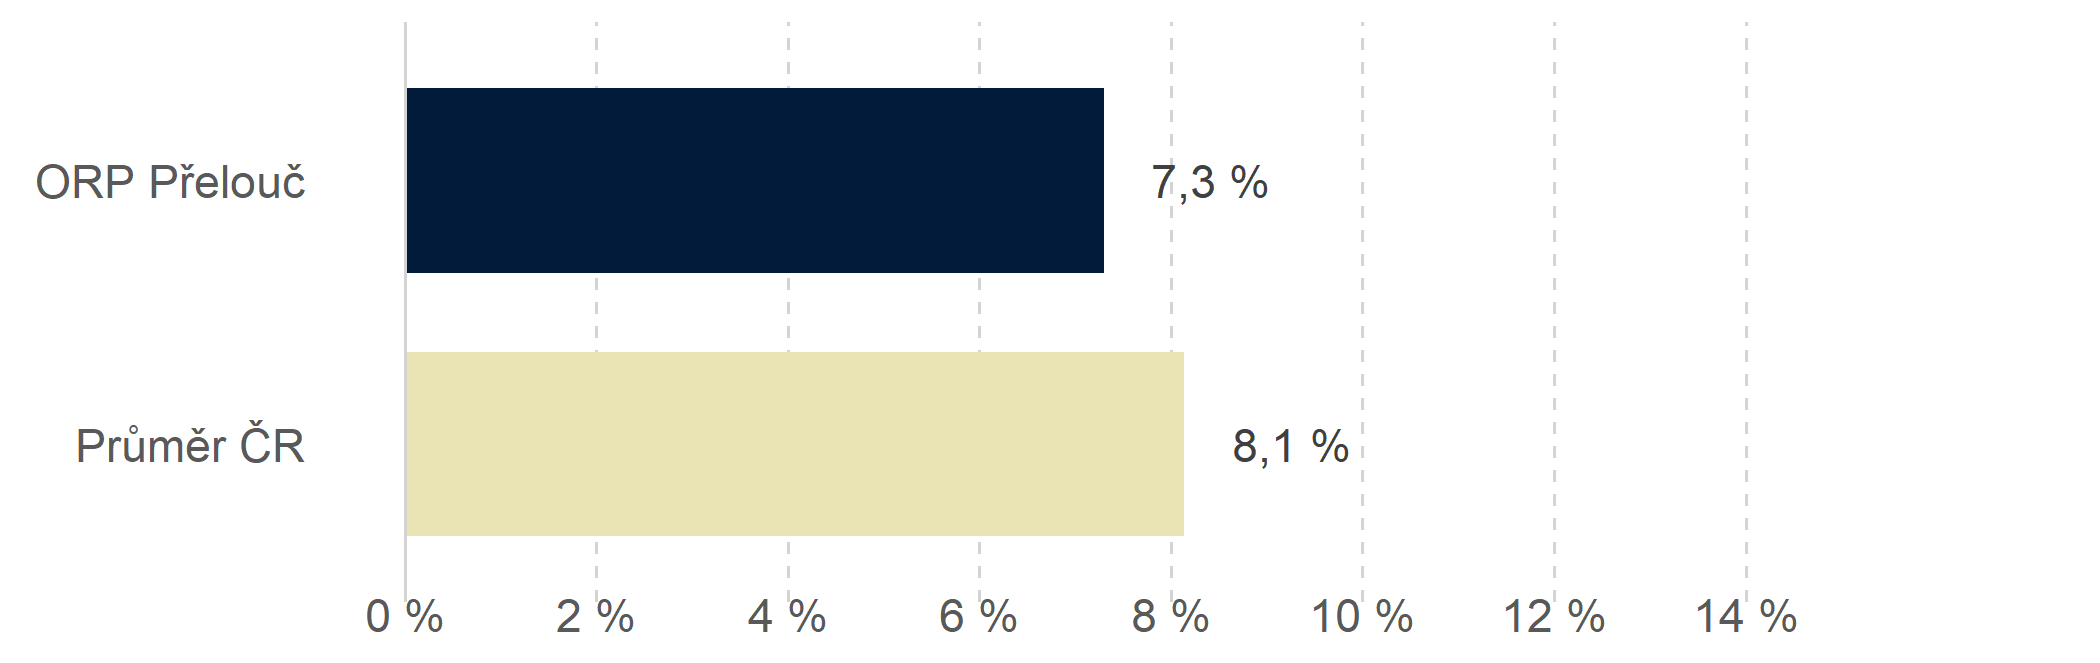 ORP Přelouč
7,3 %
Průměr ČR
8,1 %
0 % 2 % 4 % 6 % 8 % 10 % 12 % 14 %